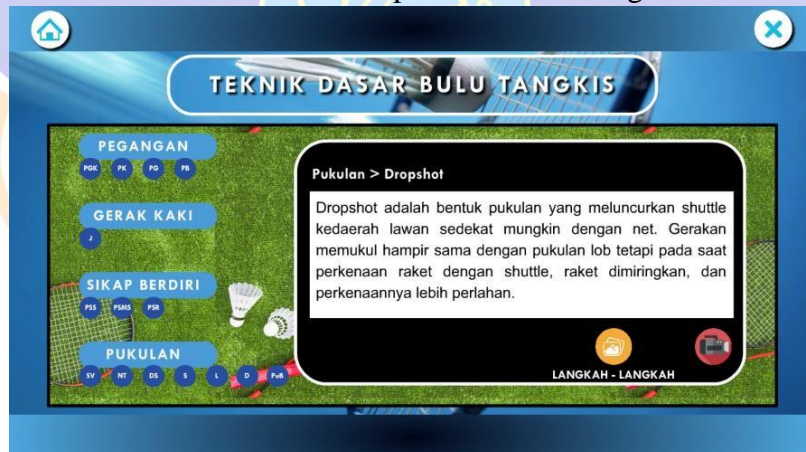 TEKNIK DASAR BULU TANGKIS
PEGANGAN
PGK PK PG PB
GERAK KAKI
J
SIKAP BERDIRI
PSS PSMS PSR
PUKULAN
SV NT DS S L D PuB
Pukulan > Dropshot
Dropshot adalah bentuk pukulan yang meluncurkan shuttle
kedaerah lawan sedekat mungkin dengan net. Gerakan
memukul hampir sama dengan pukulan lob tetapi pada saat
perkenaan raket dengan shuttle, raket dimiringkan, dan
perkenaannya lebih perlahan.
LANGKAH - LANGKAH